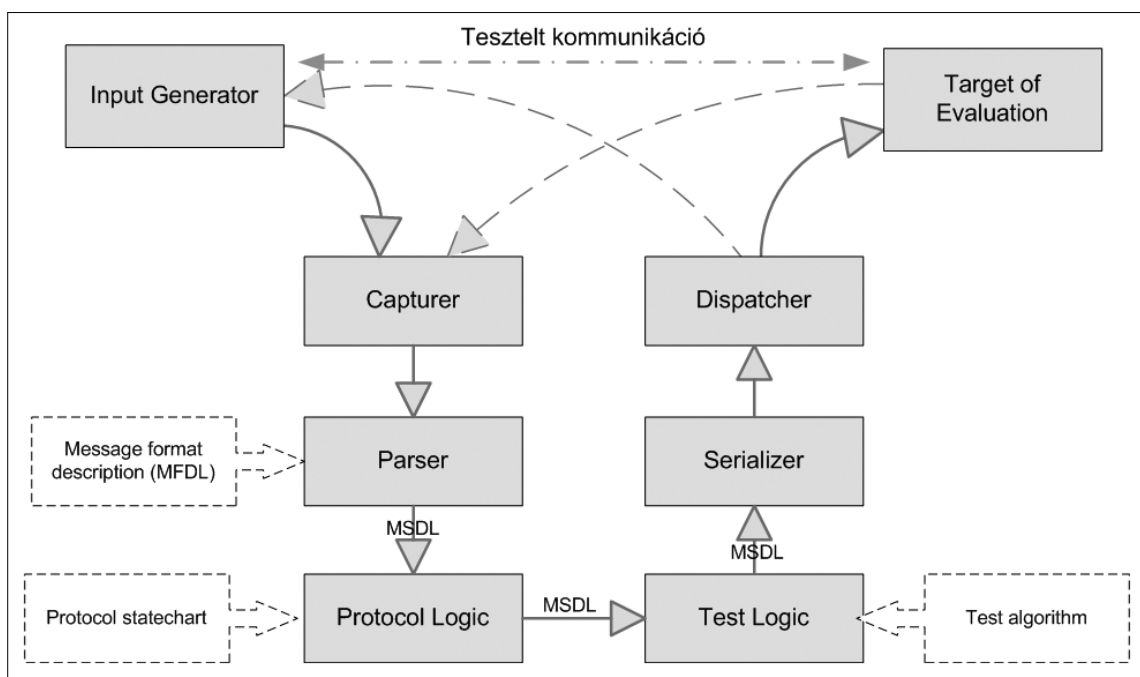 Tesztelt kommunikáció
Input Generator
Target of
Evaluation
Capturer
Dispatcher
Message format
description (MFDL)
Parser
Serializer
MSDL
MSDL
Protocol statechart
Protocol Logic
MSDL
Test Logic
Test algorithm